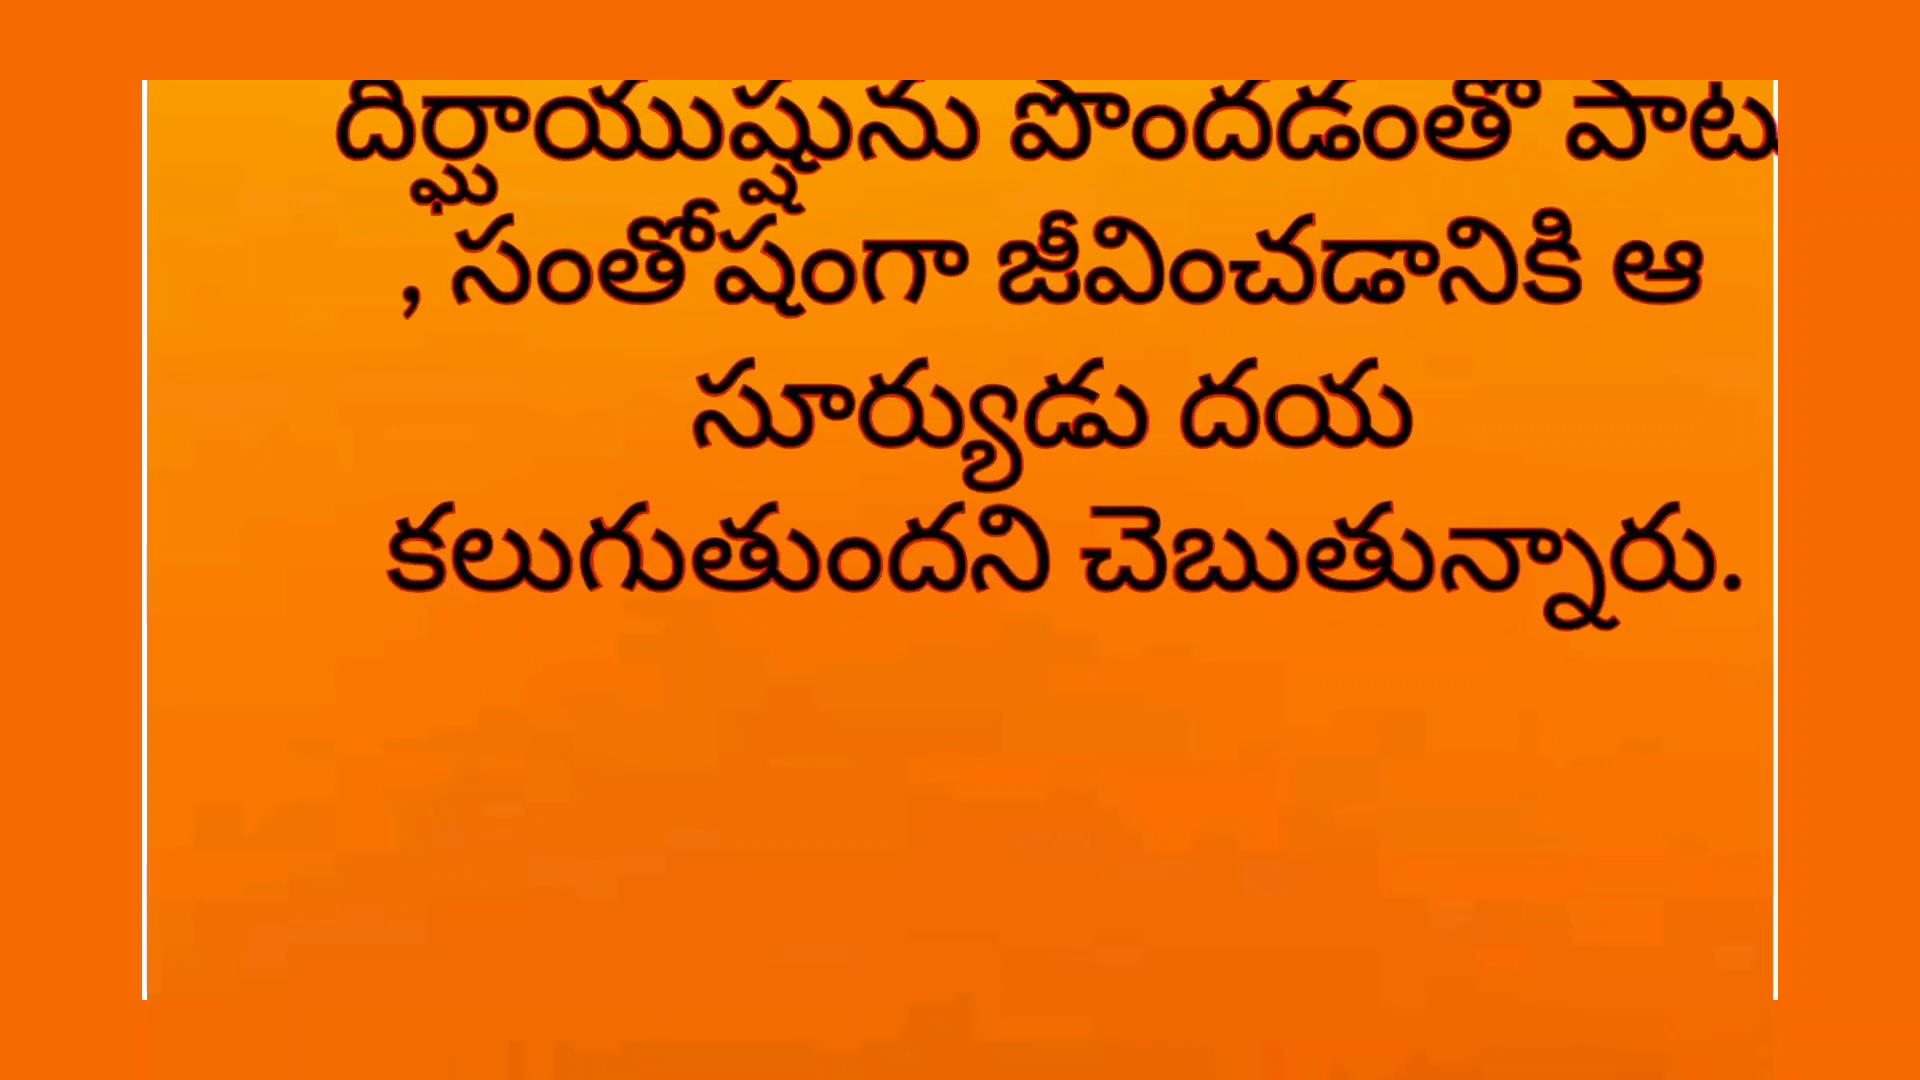 దీర్ఘాయుష్షును పొందడంతో పాటు
, సంతోషంగా జీవించడానికి ఆ
సూర్యుడు దయ
కలుగుతుందని చెబుతున్నారు.